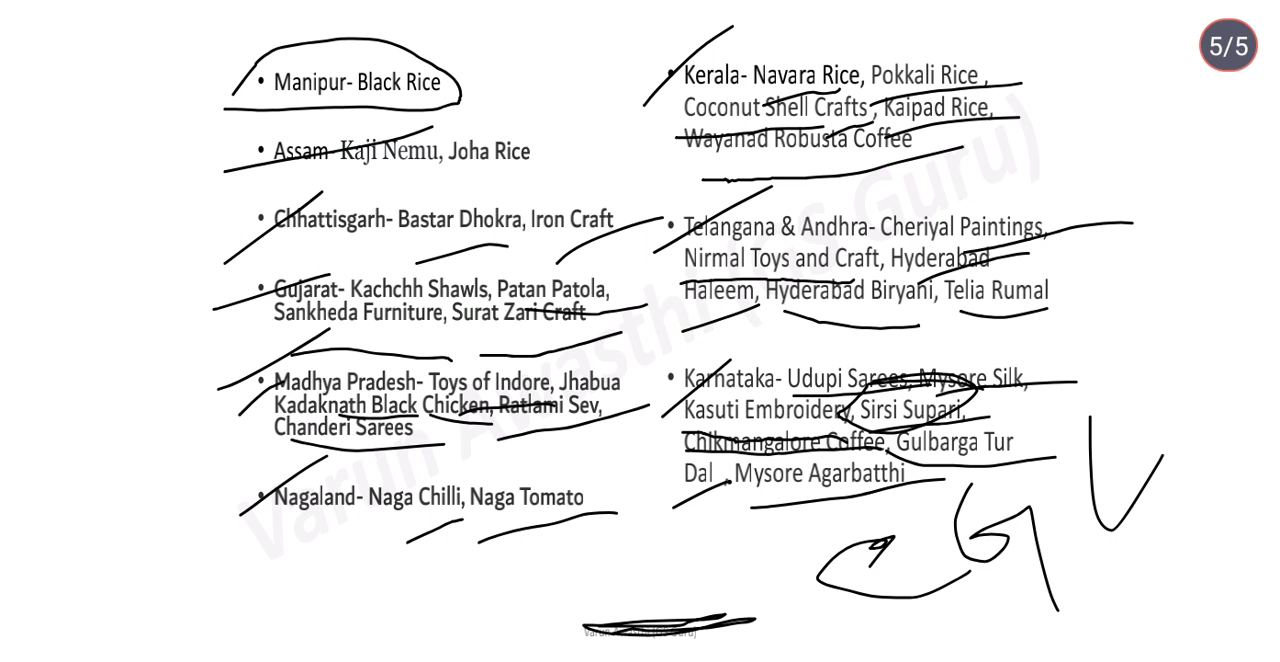 5/5
• Manipur- Black Rice
• Assam- Kaji Nemu, Joha Rice
• Chhattisgarh- Bastar Dhokra, Iron Craft
• Gujarat- Kachchh Shawls, Patan Patola,
Sankheda Furniture, Surat Zari Craft
• Madhya Pradesh- Toys of Indore, Jhabua
Kadaknath Black Chicken, Ratlami Sev,
Chanderi Sarees
• Nagaland- Naga Chilli, Naga Tomato
• Kerala- Navara Rice, Pokkali Rice ,
Coconut Shell Crafts , Kaipad Rice,
Wayanad Robusta Coffee
• Telangana & Andhra- Cheriyal Paintings,
Nirmal Toys and Craft, Hyderabad
Haleem, Hyderabad Biryani, Telia Rumal
• Karnataka- Udupi Sarees, Mysore Silk,
Kasuti Embroidery, Sirsi Supari,
Chikmangalore Coffee, Gulbarga Tur
Dal , Mysore Agarbatthi
Varun Awasthi (GS Guru)